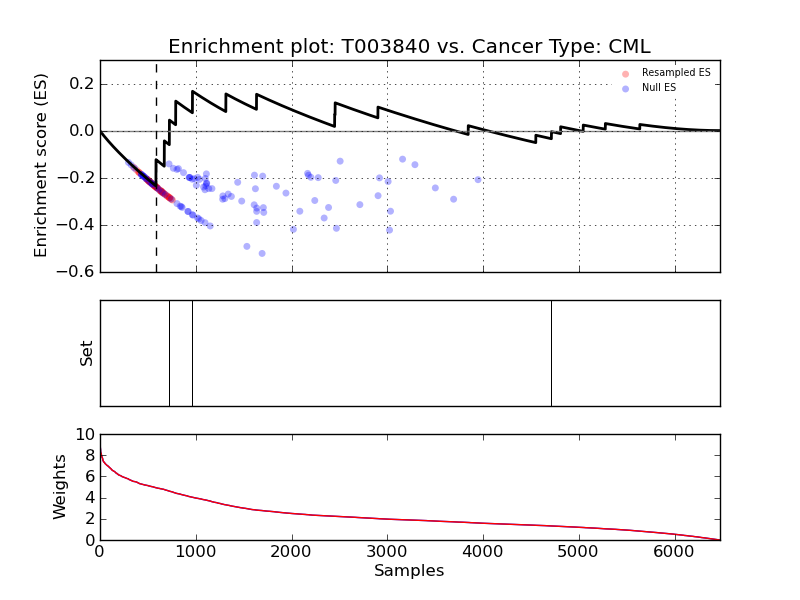 Enrichment plot: T003840 vs. Cancer Type: CML
Enrichment score (ES)
0.2
0.0
−0.2
−0.4
−0.6
Resampled ES
Null ES
Set
Weights
10
8
6
4
2
0
0 1000 2000 3000 4000 5000 6000
Samples